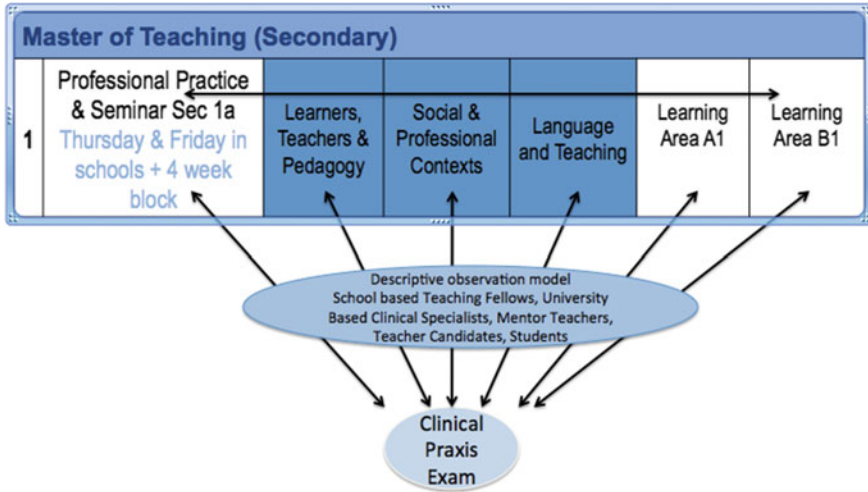 Master of Teaching (Secondary)
1
Professional Practice
& Seminar Sec 1a
Thursday & Friday in
schools + 4 week
block
Learners,
Teachers &
Pedagogy
Social &
Professional
Contexts
Language
and Teaching
Learning
Area A1
Learning
Area B1
Descriptive observation model
School based Teaching Fellows, University
Based Clinical Specialists, Mentor Teachers,
Teacher Candidates, Students
Clinical
Praxis
Exam